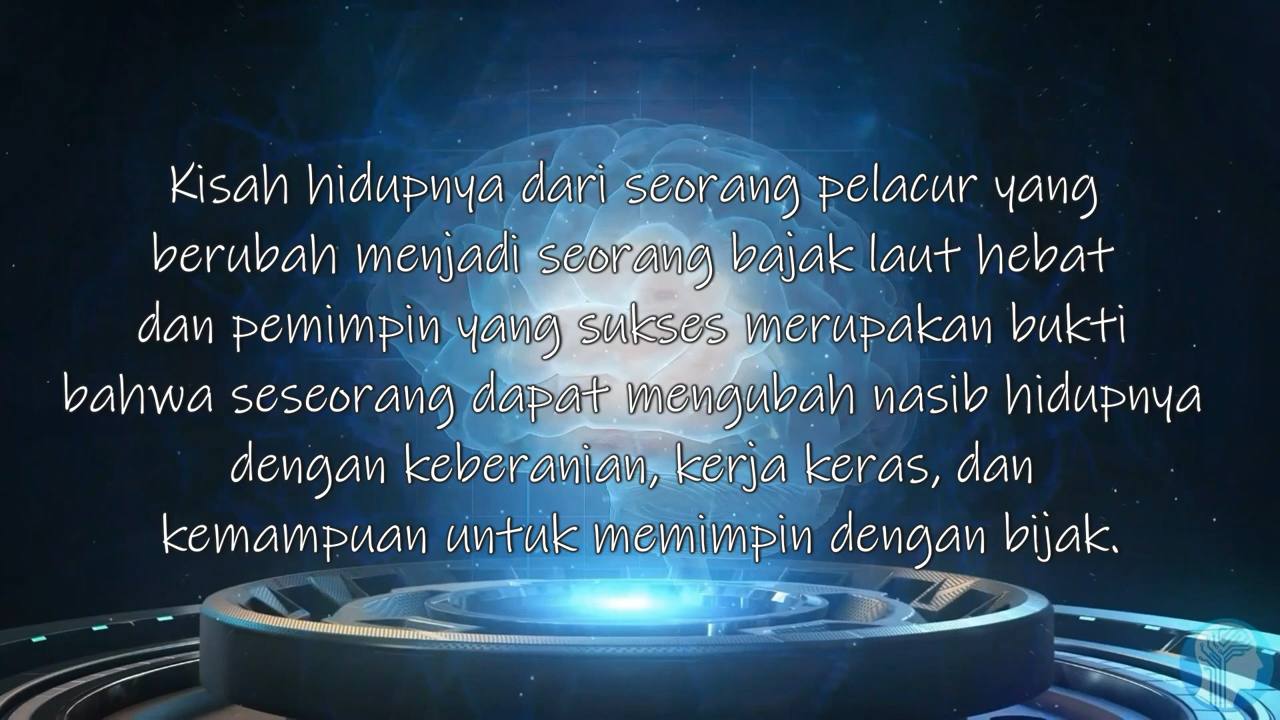 Kisah hidupnya dari seorang pelacur yang
berubah menjadi seorang bajak laut hebat
dan pemimpin yang sukses merupakan bukti
bahwa seseorang dapat mengubah nasib hidupnya
dengan keberanian, kerja keras, dan
kemampuan untuk memimpin dengan bijak.